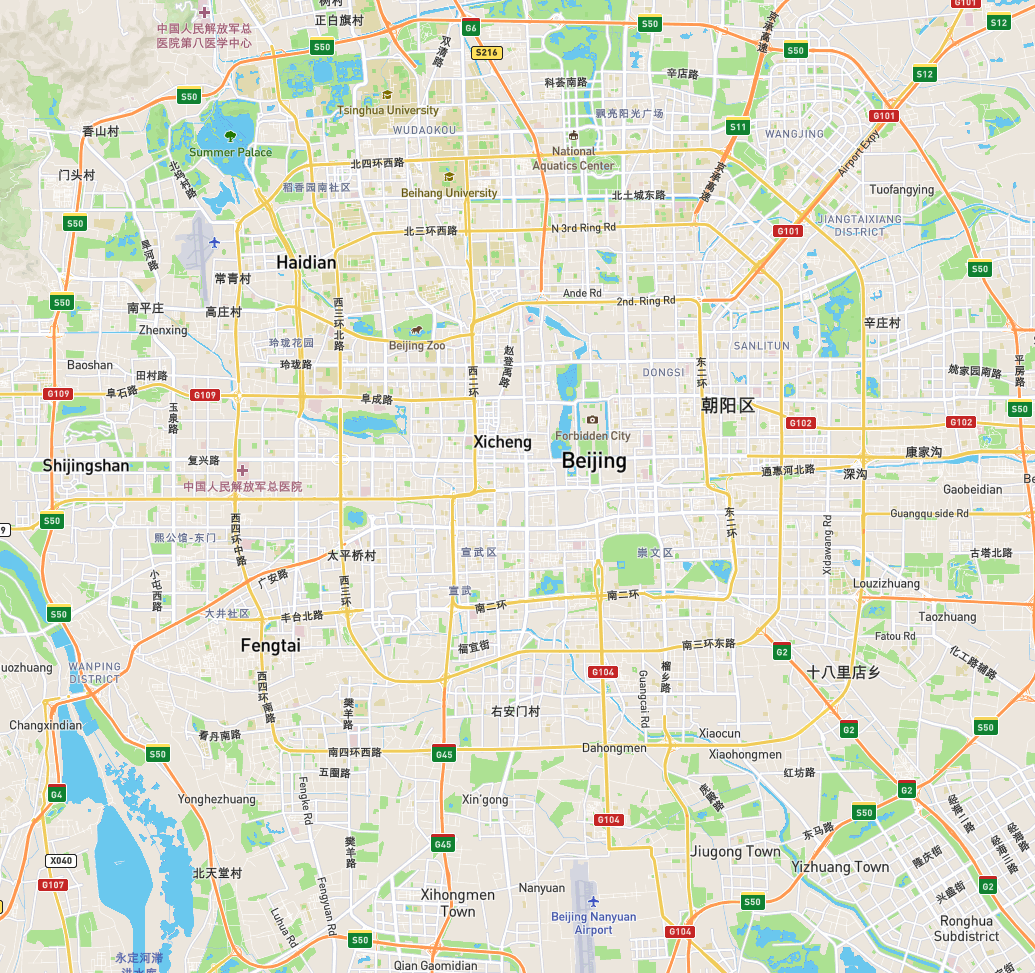 树村
G101
正白旗村
S12
中国人民解放军总
医院第八医学中心
G6
S50
S50
S216
双清路
京承高速
S50
S12
科荟南路
辛店路
S50
Tsinghua University
飘亮阳光广场
G101
香山村
WUDAOKOU
S11
WANGJING
Summer Palace
National
Aquatics Center
北四环西路
Airport Expy
门头村
北坞村路
稻香园南社区
Beihang University
京承高速
北土城东路
Tuofangying
S50
JIANGTAIXIANG
DISTRICT
北三环西路
N 3rd Ring Rd
G101
旱河路
Haidian
S50
常青村
Ande Rd
2nd. Ring Rd
S50
南平庄
高庄村
西三环北路
Zhenxing
辛庄村
玲珑花园
Beijing Zoo
SANLITUN
赵登禹路
东二环
平房路
Baoshan
玲珑路
DONGSI
姚家园南路
田村路
西二环
G109
阜石路
G109
阜成路
朝阳区
S50
玉泉路
G102
G102
Forbidden City
Xicheng
Beijing
康家沟
Shijingshan
复兴路
通惠河北路
深沟
中国人民解放军总医院
Gaobeidian
Be
S50
9
西四环中路
东二环
Xidawang Rd
Guangqu side Rd
熙公馆-东门
太平桥村
宣武区
崇文区
古塔北路
小屯西路
广安路
西三环
Louzizhuang
宣武
南二环
南二环
S50
大井社区
丰台北路
Taozhuang
Fengtai
福宜街
南三环东路
Fatou Rd
G2
uozhuang
WANPING
DISTRICT
化工路辅路
G104
榴乡路
十八里店乡
西四环南路
Guangcai Rd
樊羊路
右安门村
Changxindian
看丹南路
Xiaocun
G2
S50
S50
南四环西路
G45
Dahongmen
Xiaohongmen
五圈路
红坊路
G4
Yonghezhuang
Fengke Rd
Xin'gong
G2
S50
G104
东马路
经海二路
经海路
经海三路
樊羊路
G45
Jiugong Town
隆庆街
X040
Yizhuang Town
北天堂村
G107
Xihongmen
Town
Nanyuan
兴盛街
G2
Fengyuan Rd
S50
Luhua Rd
Beijing Nanyuan
Airport
Ronghua
Subdistrict
G104
S50
永定河滞
洪水库
Qian Gaomidian